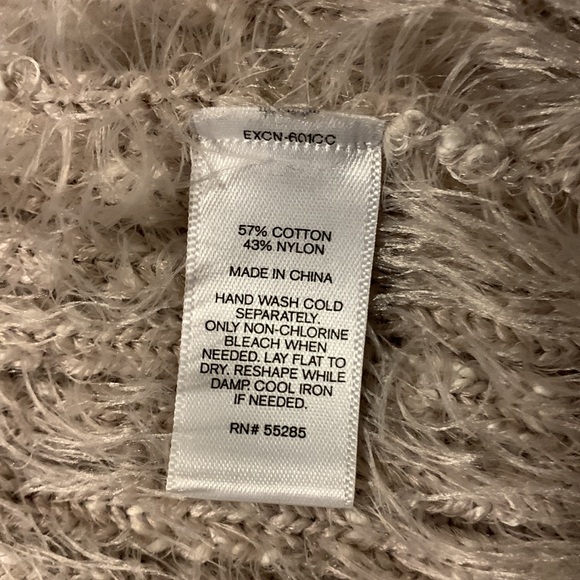 EXCN-601CC
57% COTTON
43% NYLON
MADE IN CHINA
HAND WASH COLD
SEPARATELY.
ONLY NON-CHLORINE
BLEACH WHEN
NEEDED. LAY FLAT TO
DRY. RESHAPE WHILE
DAMP. COOL IRON
IF NEEDED.
RN# 55285